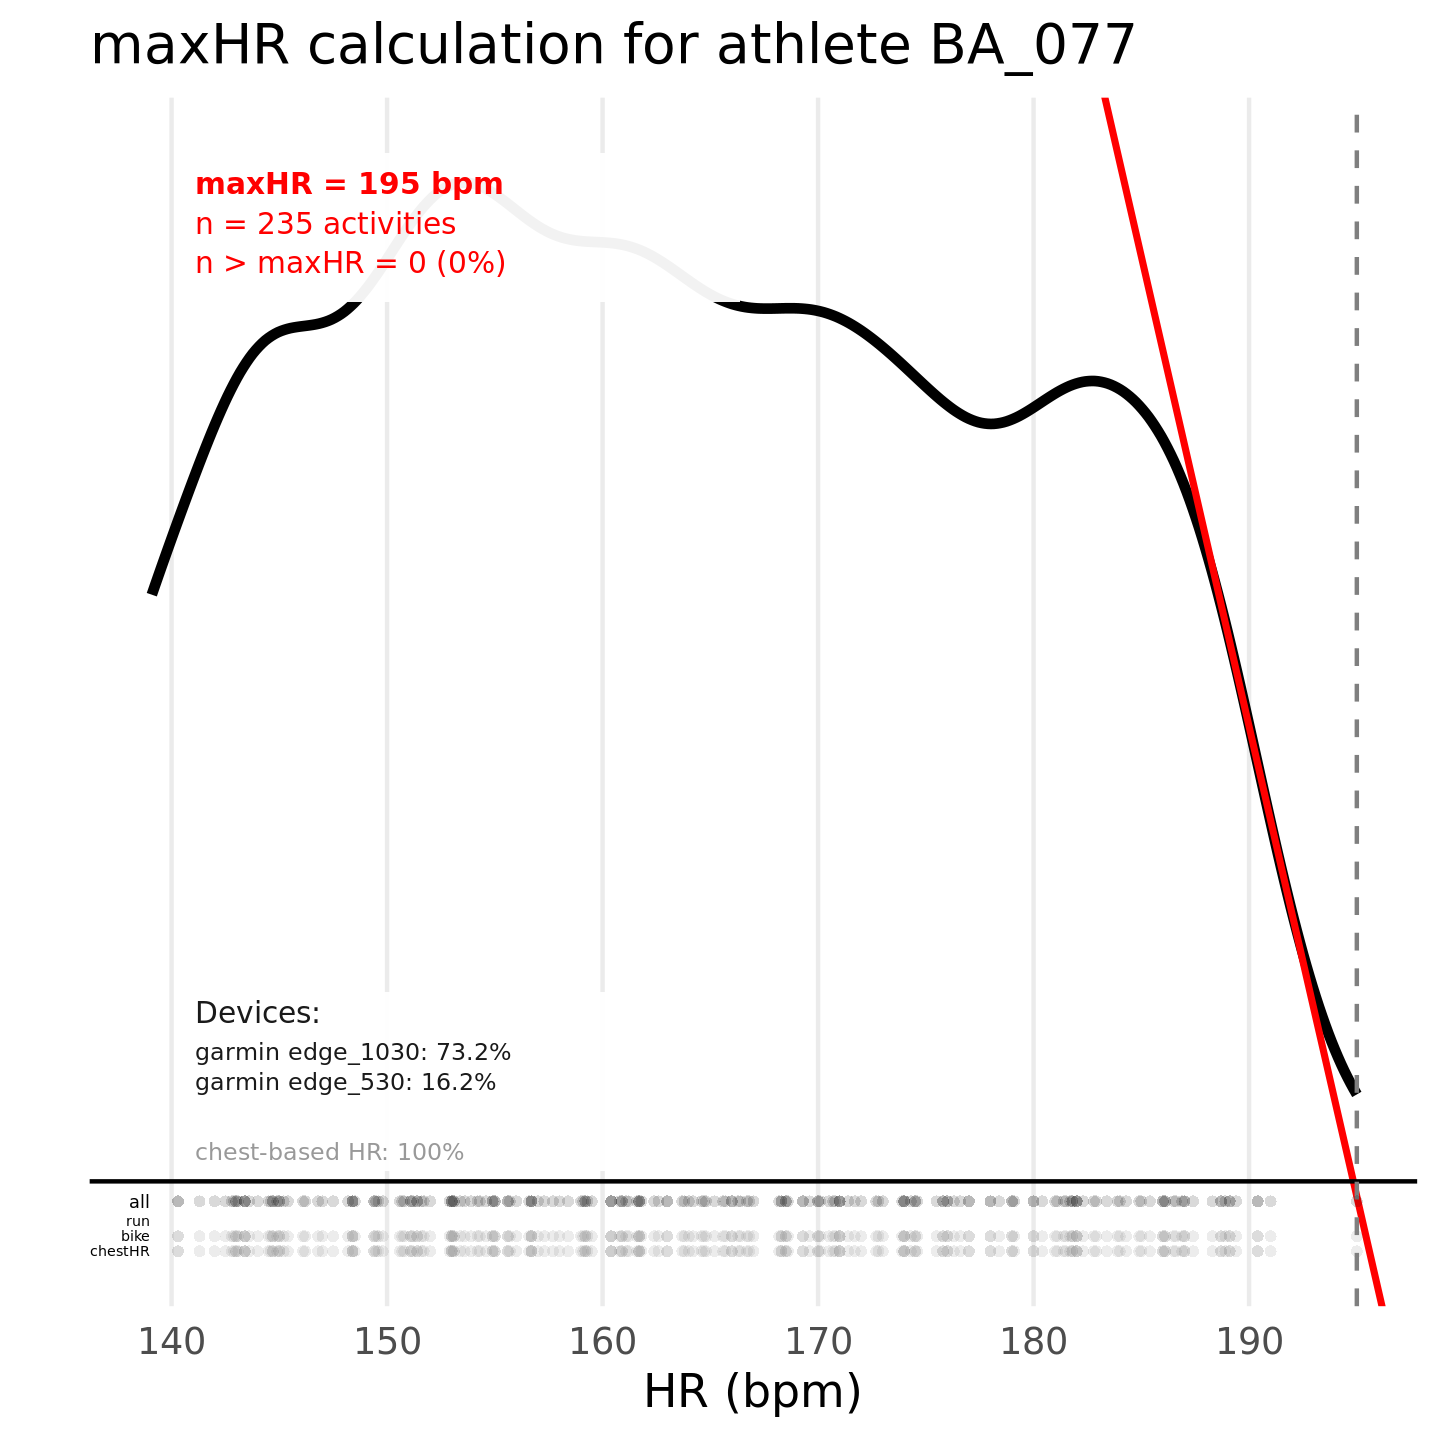 maxHR calculation for athlete BA_077
maxHR = 195 bpm
n = 235 activities
n > maxHR = 0 (0%)
Devices:
garmin edge_1030: 73.2%
garmin edge_530: 16.2%
chest-based HR: 100%
all
run
bike
chestHR
140 150 160 170 180 190
HR (bpm)